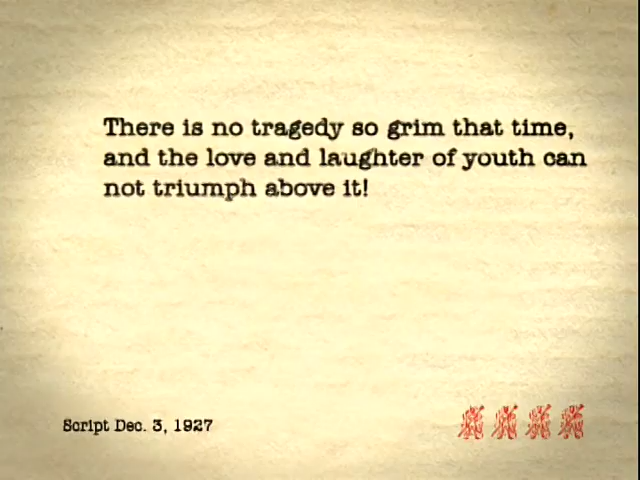 There is no tragedy so grim that time,
and the love and laughter of youth can
not triumph above it!
Script Dec. 3, 1927